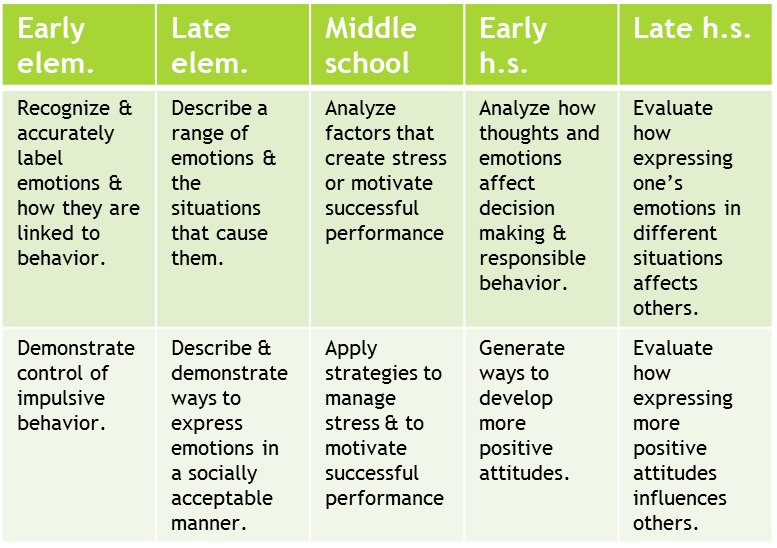 Early
elem.
Late
elem.
Middle
school
Early
h.s.
Late h.s.
Recognize &
accurately
label
emotions &
how they are
linked to
behavior.
Describe a
range of
emotions &
the
situations
that cause
them.
Analyze
factors that
create stress
or motivate
successful
performance
Analyze how
thoughts and
emotions
affect
decision
making &
responsible
behavior.
Evaluate
how
expressing
one’s
emotions in
different
situations
affects
others.
Demonstrate
control of
impulsive
behavior.
Describe &
demonstrate
ways to
express
emotions in
a socially
acceptable
manner.
Apply
strategies to
manage
stress & to
motivate
successful
performance
Generate
ways to
develop
more
positive
attitudes.
Evaluate
how
expressing
more
positive
attitudes
influences
others.